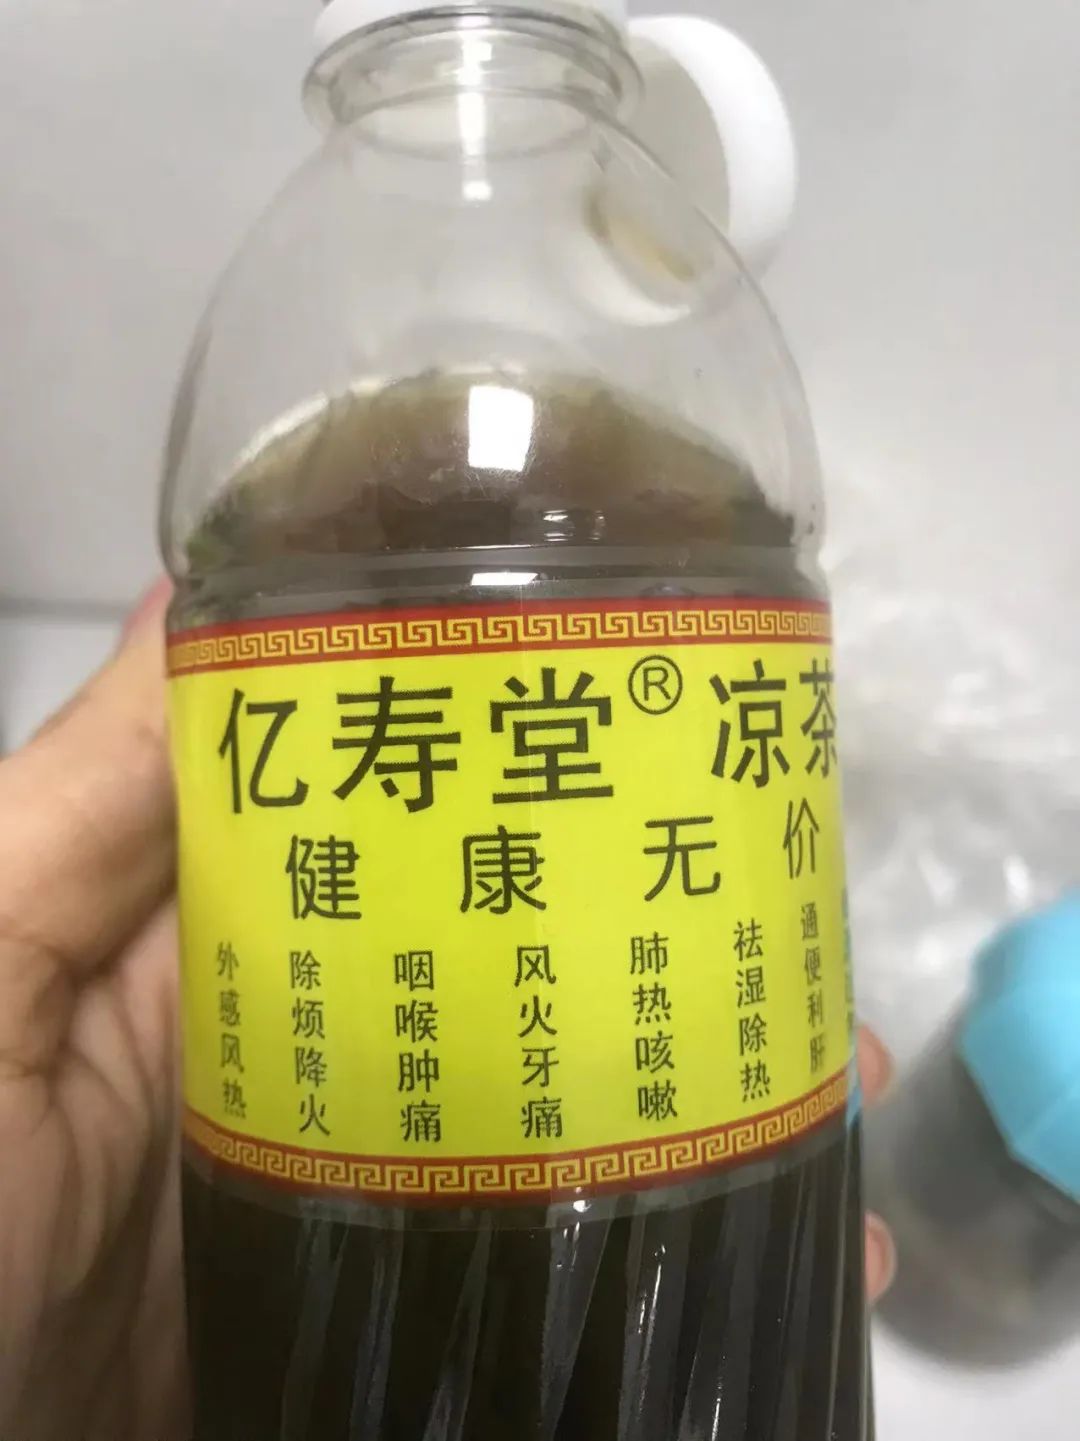 亿寿堂®凉茶
健康无价
外感风热
除烦降火
咽喉肿痛
风火牙痛
肺热咳嗽
祛湿除热
通便利肝